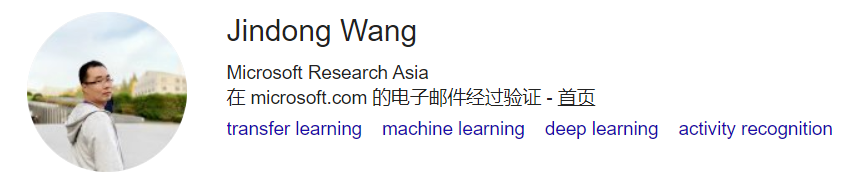 Jindong Wang
Microsoft Research Asia
在 microsoft.com 的电子邮件经过验证 - 首页
transfer learning machine learning deep learning activity recognition